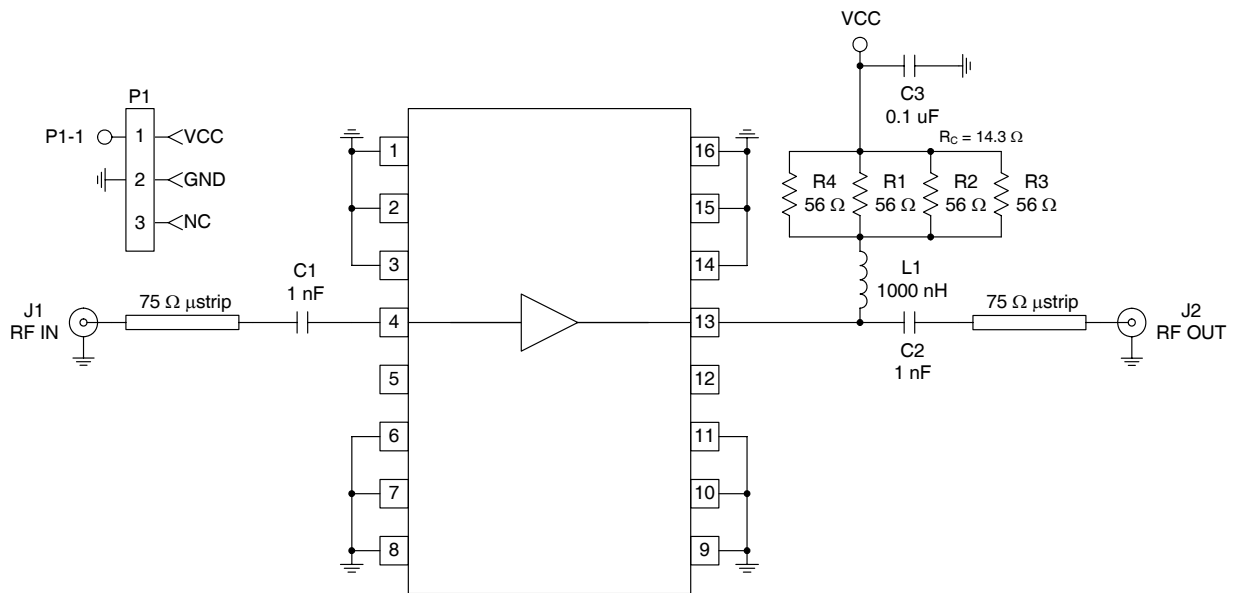 VCC
C3
0.1 uF
P1
P1-1
1
VCC
2
GND
3
NC
R_C = 14.3 Ω
R4
56 Ω
R1
56 Ω
R2
56 Ω
R3
56 Ω
L1
1000 nH
J1
RF IN
75 Ω μstrip
C1
1 nF
1
2
3
4
5
6
7
8
16
15
14
13
12
11
10
9
C2
1 nF
75 Ω μstrip
J2
RF OUT